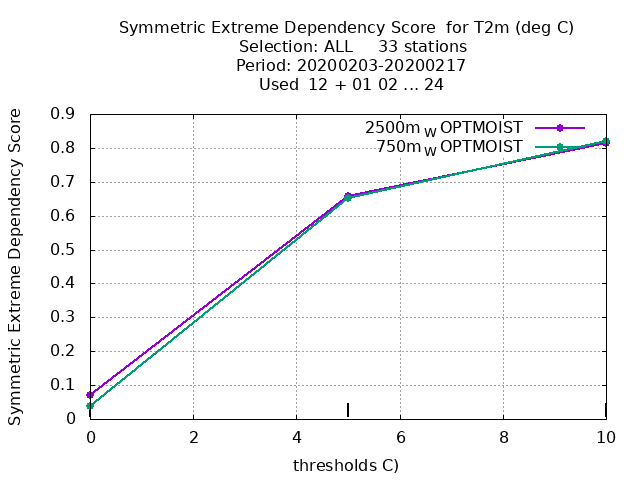 Symmetric Extreme Dependency Score for T2m (deg C)
Selection: ALL 33 stations
Period: 20200203-20200217
Used 12 + 01 02 ... 24
Symmetric Extreme Dependency Score
0.9
0.8
0.7
0.6
0.5
0.4
0.3
0.2
0.1
0
2500m W OPTMOIST
750m W OPTMOIST
0 2 4 6 8 10
thresholds C)